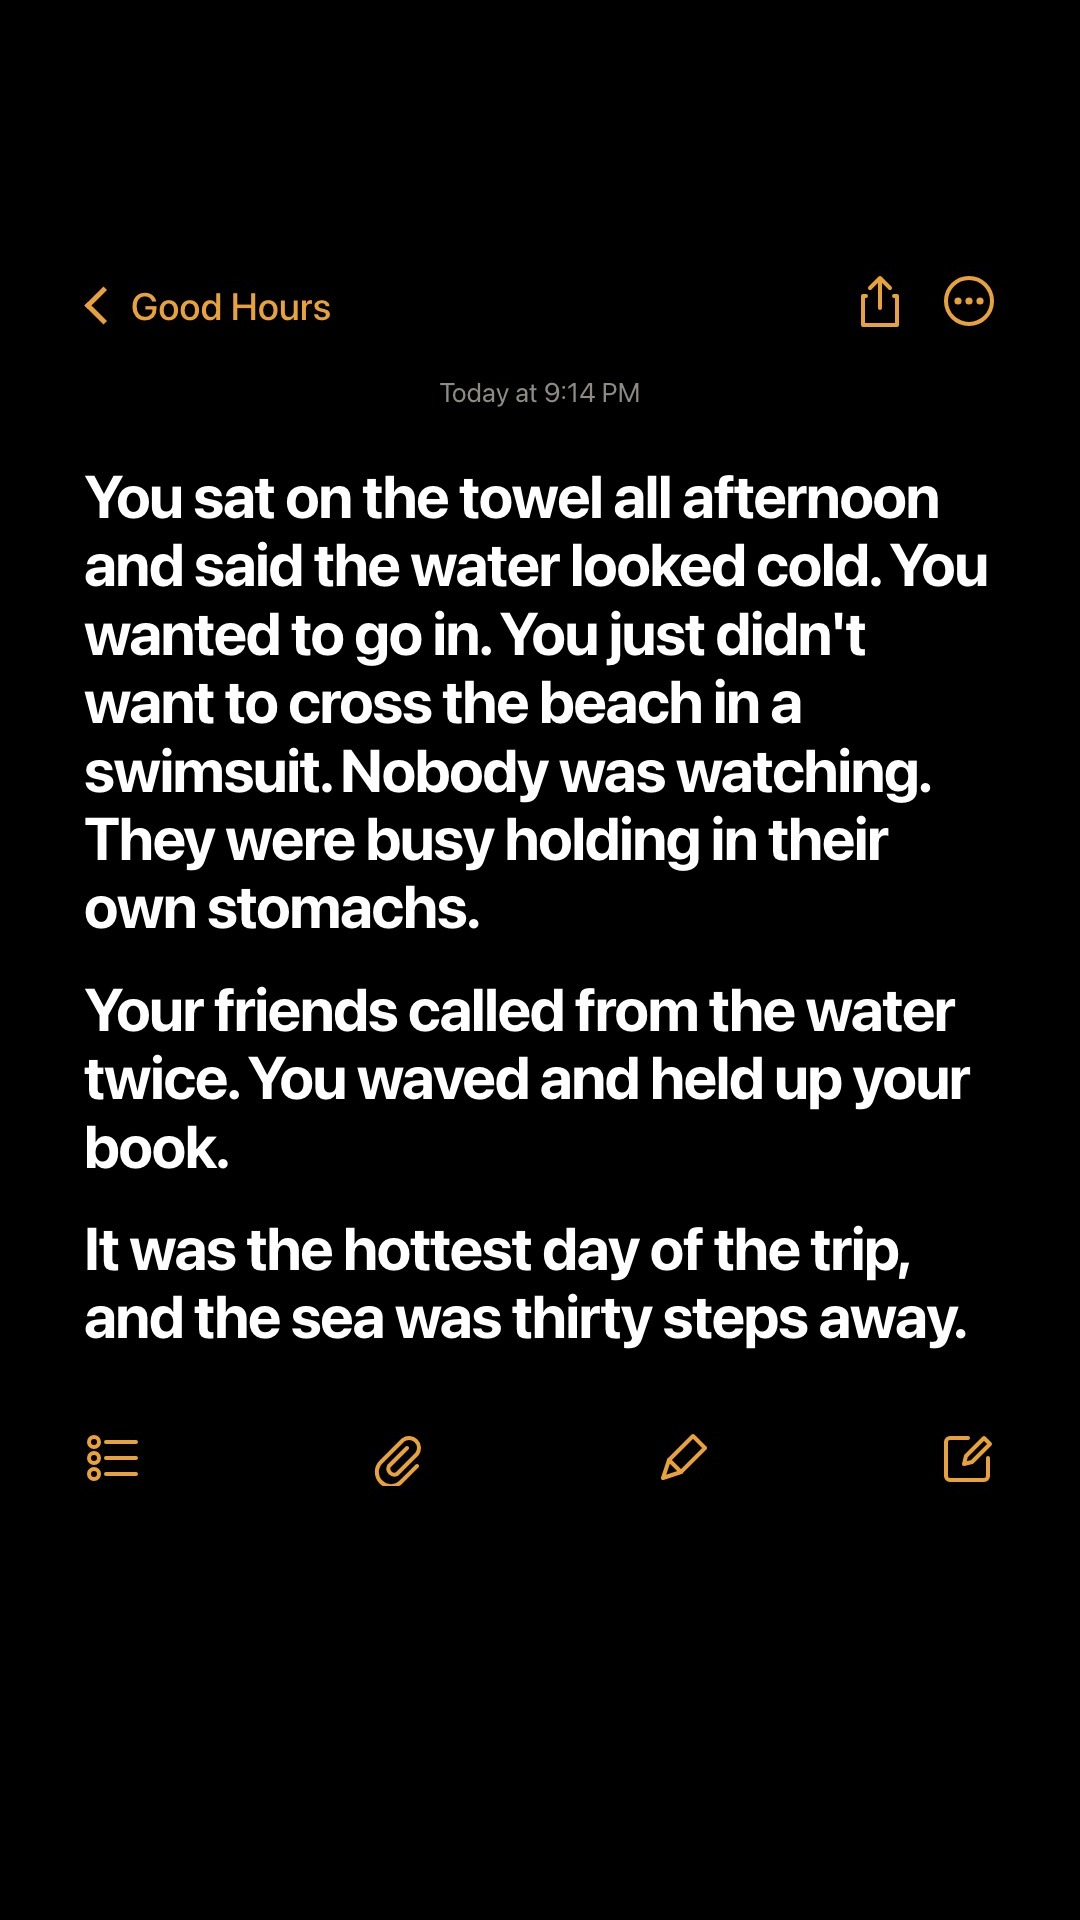 Good Hours
Today at 9:14 PM
You sat on the towel all afternoon
and said the water looked cold. You
wanted to go in. You just didn't
want to cross the beach in a
swimsuit. Nobody was watching.
They were busy holding in their
own stomachs.
Your friends called from the water
twice. You waved and held up your
book.
It was the hottest day of the trip,
and the sea was thirty steps away.